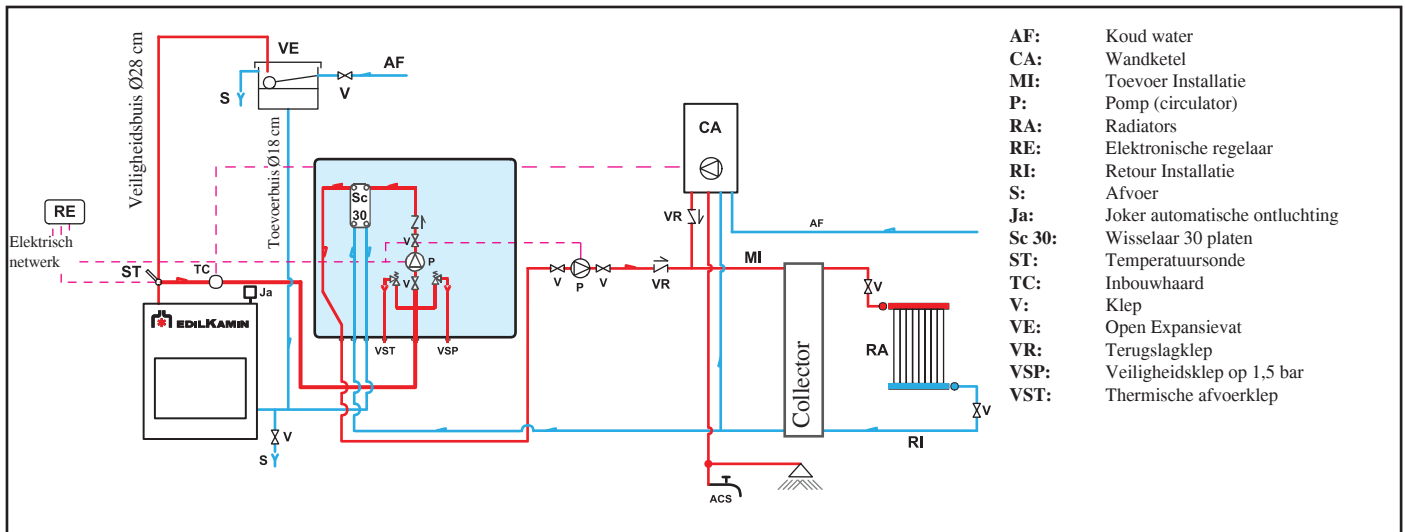 VE
AF
V
S
Veiligheidsbuis Ø28 cm
Toevoerbuis Ø18 cm
RE
Elektrisch
netwerk
ST
TC
Ja
EDILKAMIN
V
S
Sc
30
V
P
V
VST
VSP
V
P
V
VR
CA
VR
AF
MI
Collector
V
RA
V
RI
ACS
AF: Koud water
CA: Wandketel
MI: Toevoer Installatie
P: Pomp (circulator)
RA: Radiators
RE: Elektronische regelaar
RI: Retour Installatie
S: Afvoer
Ja: Joker automatische ontluchting
Sc 30: Wisselaar 30 platen
ST: Temperatuursonde
TC: Inbouwhaard
V: Klep
VE: Open Expansievat
VR: Terugslagklep
VSP: Veiligheidsklep op 1,5 bar
VST: Thermische afvoerklep